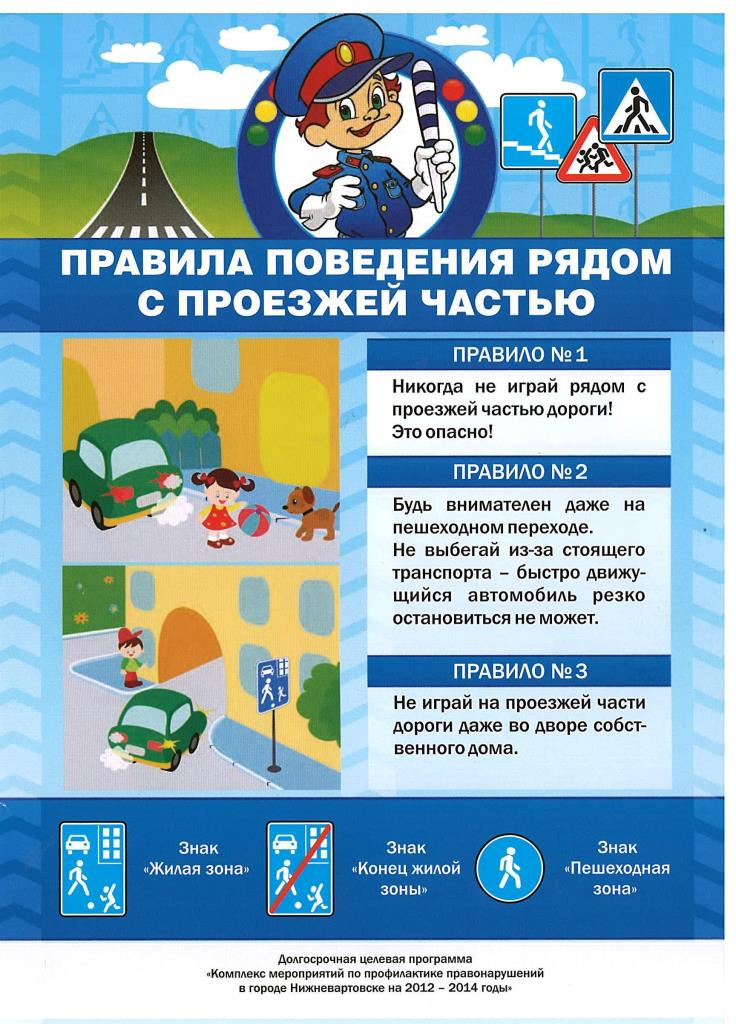 ПРАВИЛА ПОВЕДЕНИЯ РЯДОМ
С ПРОЕЗЖЕЙ ЧАСТЬЮ
ПРАВИЛО №1
Никогда не играй рядом с
проезжей частью дороги!
Это опасно!
ПРАВИЛО №2
Будь внимателен даже на
пешеходном переходе.
Не выбегай из-за стоящего
транспорта – быстро движу-
щийся автомобиль резко
остановиться не может.
ПРАВИЛО №3
Не играй на проезжей части
дороги даже во дворе собст-
венного дома.
Знак
«Жилая зона»
Знак
«Конец жилой
зоны»
Знак
«Пешеходная
зона»
Долгосрочная целевая программа
«Комплекс мероприятий по профилактике правонарушений
в городе Нижневартовске на 2012 – 2014 годы»